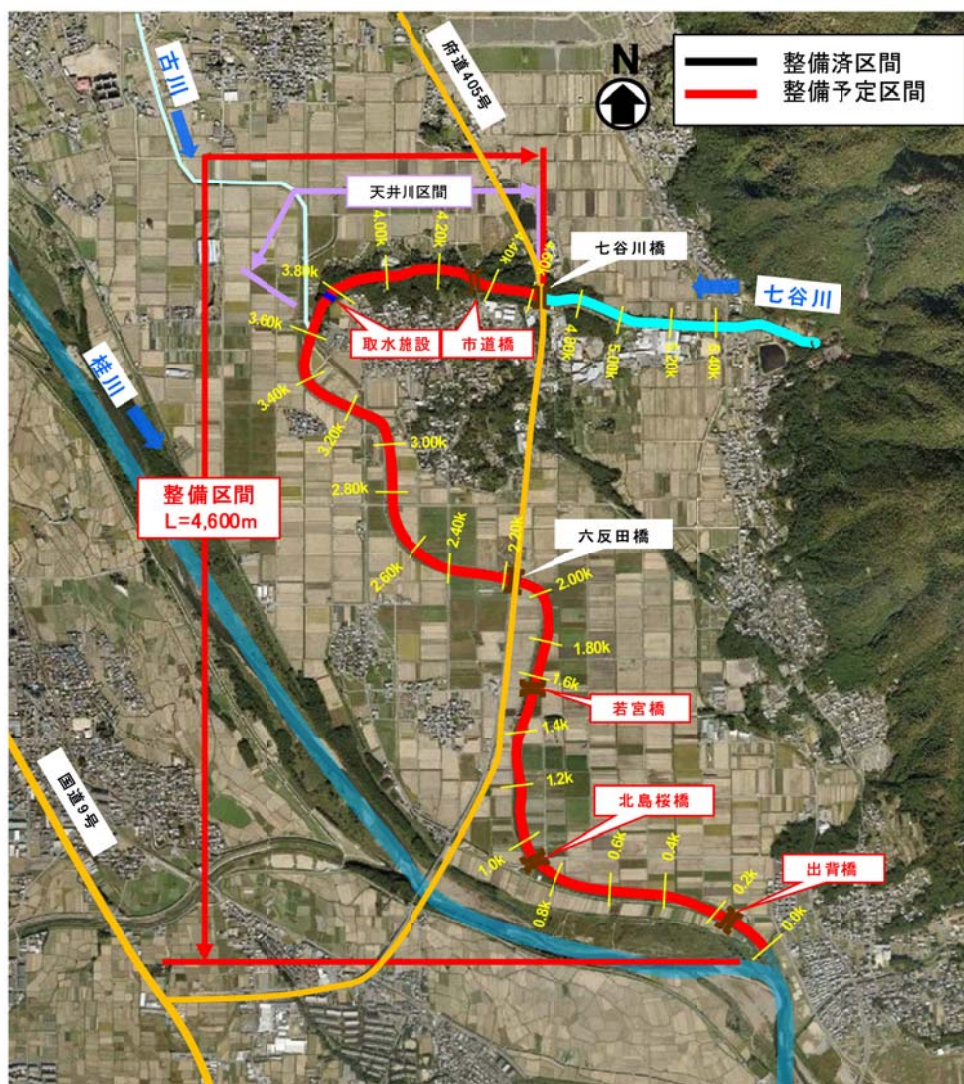 整備済区間
整備予定区間
N
府道405号
古川
天井川区間
4.00k
4.20k
4.40k
4.60k
3.80k
七谷川橋
七谷川
4.80k
5.00k
5.20k
5.40k
取水施設
市道橋
3.60k
3.40k
3.20k
3.00k
2.80k
桂川
整備区間
L=4,600m
2.60k
2.40k
2.20k
六反田橋
2.00k
1.80k
1.6k
若宮橋
1.4k
1.2k
国道9号
北島桜橋
1.0k
0.8k
0.6k
0.4k
0.2k
出背橋
0.0k